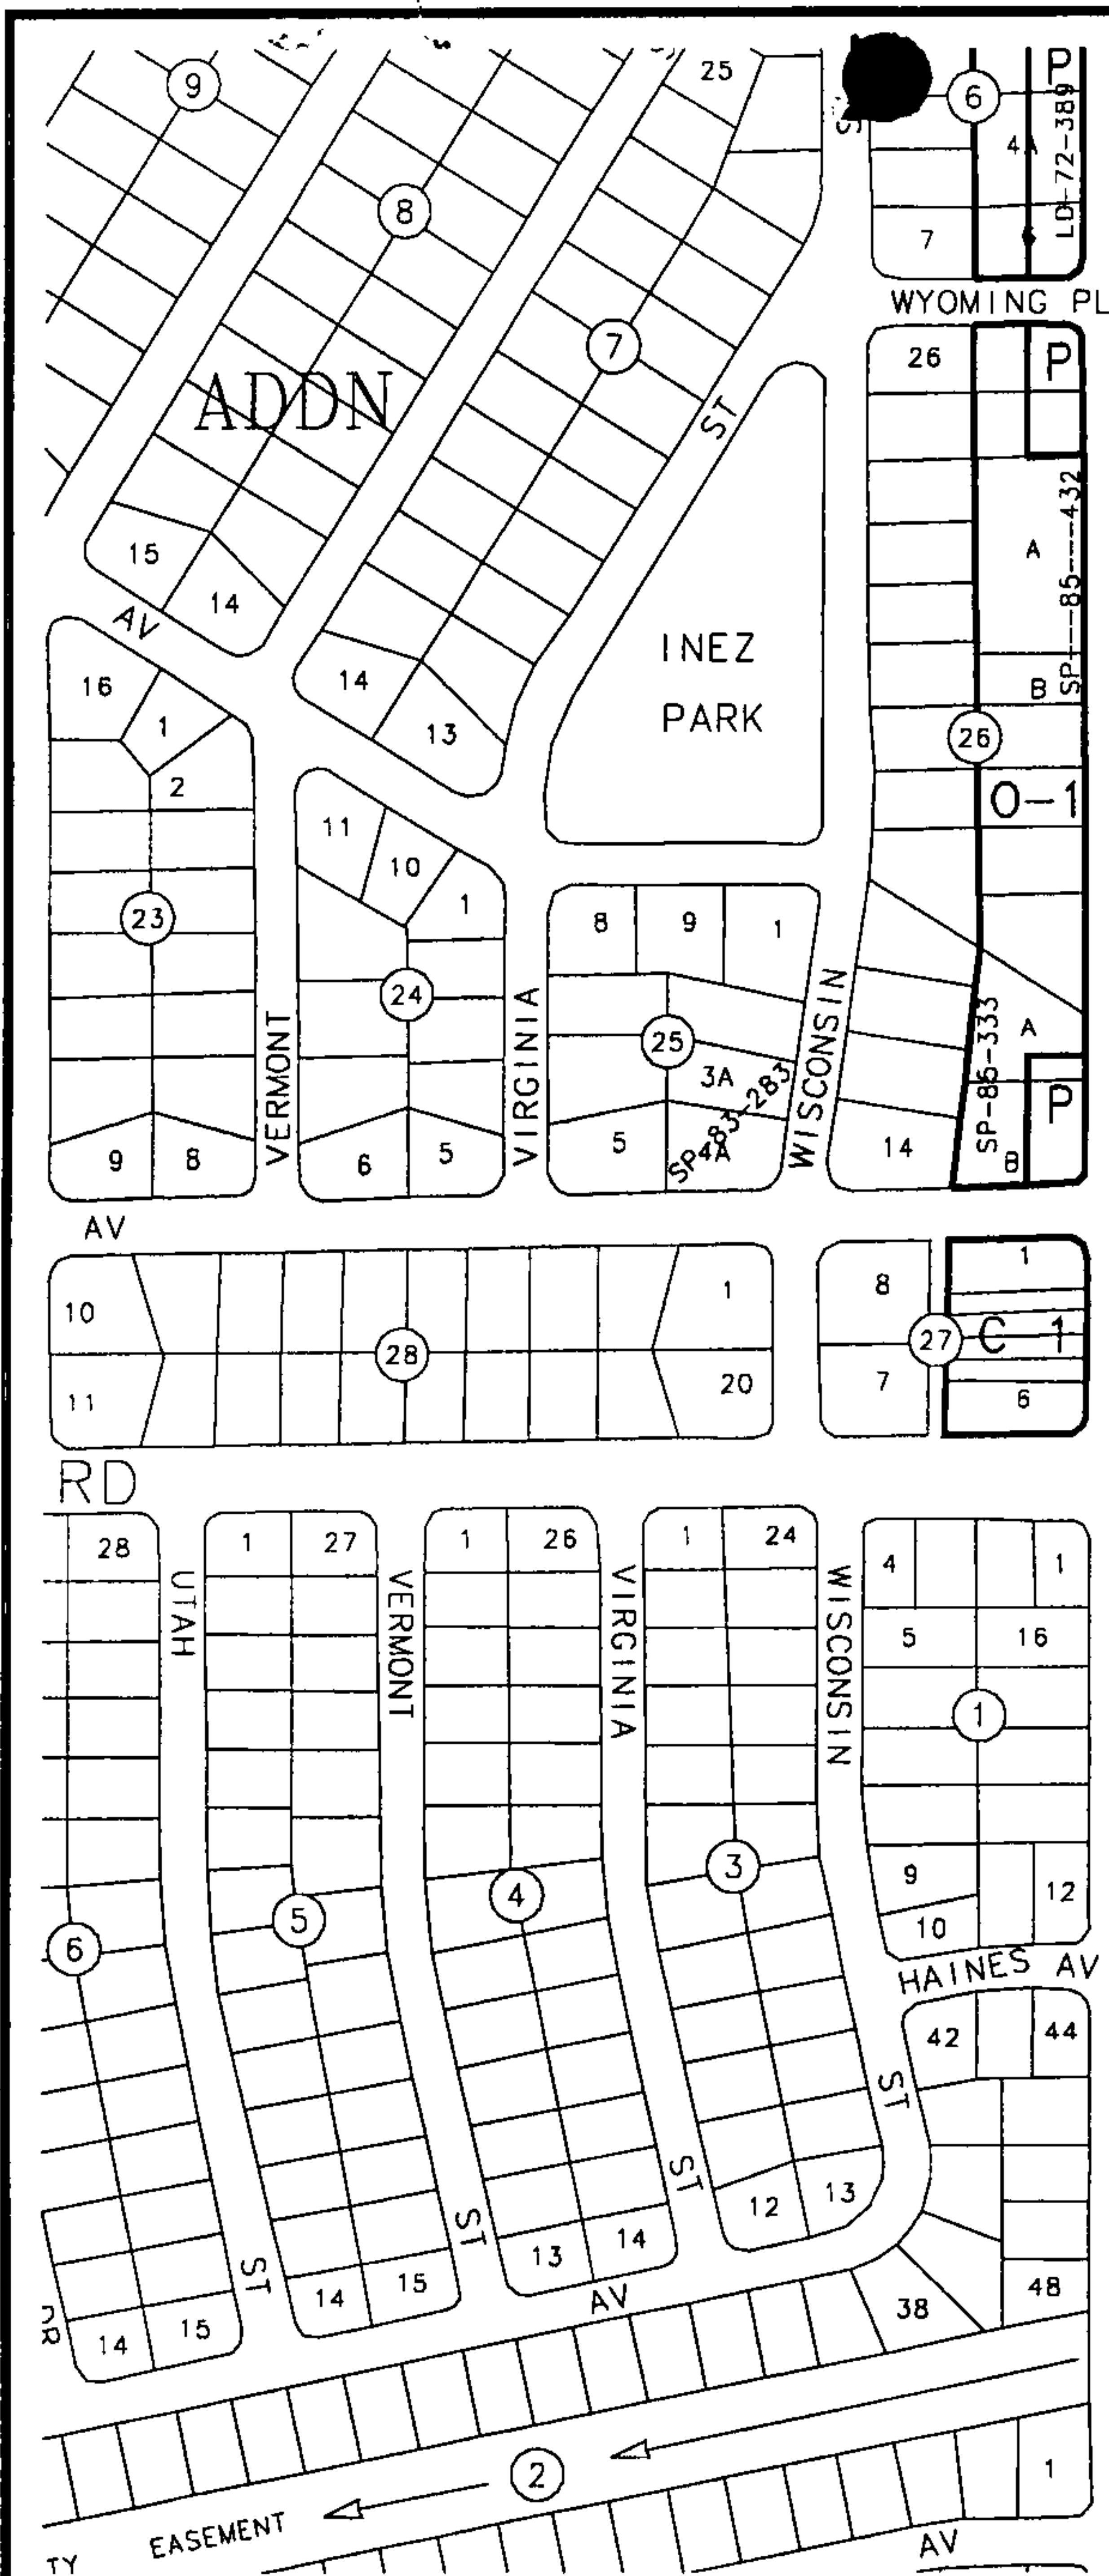 9
25
6
P
4A
LD-72-389
8
7
WYOMING PL
7
26
P
ADDN
ST
SP---85---432
A
15
14
AV
INEZ
PARK
B
16
1
14
13
26
2
O-1
11
10
1
23
8
9
1
24
VERMONT
VIRGINIA
25
WISCONSIN
SP-86-333
A
3A
SP-83-283
P
9
8
6
5
5
4A
14
B
AV
10
1
8
1
28
27
C-1
11
20
7
6
RD
28
1
27
1
26
1
24
4
1
UTAH
VERMONT
VIRGINIA
WISCONSIN
5
16
1
3
9
12
4
5
10
6
HAINES AV
42
44
ST
ST
12
13
ST
13
14
ST
14
15
AV
48
38
DR
14
15
2
1
EASEMENT
AV
TY